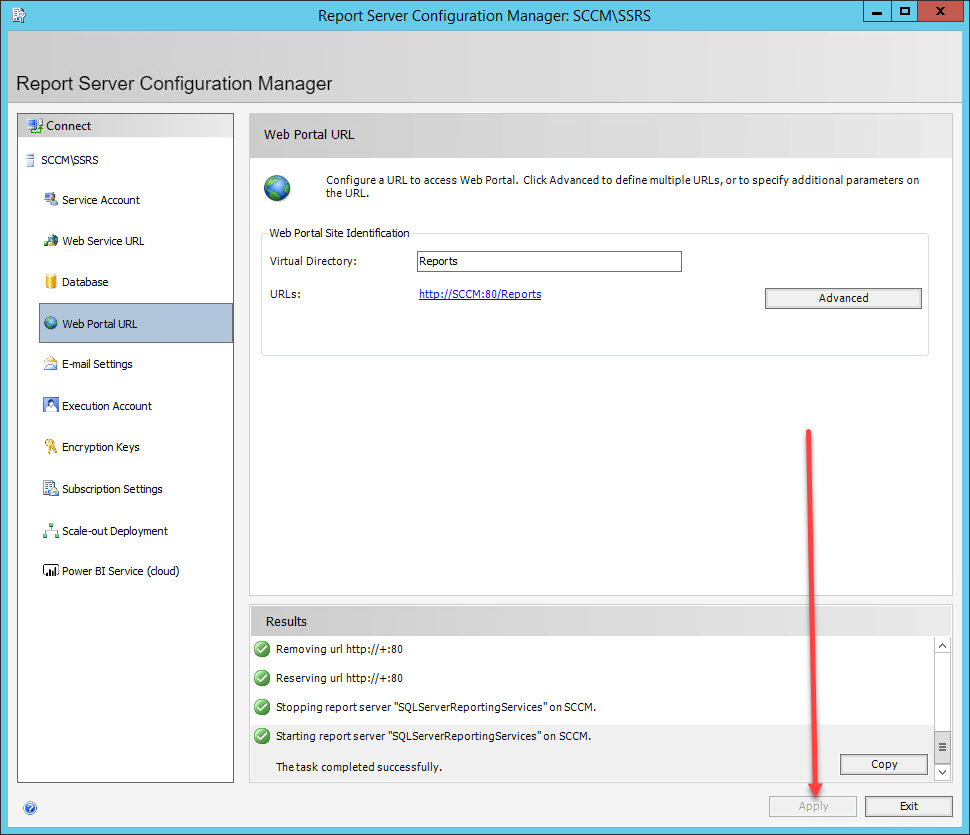 Report Server Configuration Manager: SCCM\SSRS
Report Server Configuration Manager
Connect
SCCM\SSRS
Service Account
Web Service URL
Database
Web Portal URL
E-mail Settings
Execution Account
Encryption Keys
Subscription Settings
Scale-out Deployment
Power BI Service (cloud)
Web Portal URL
Configure a URL to access Web Portal. Click Advanced to define multiple URLs, or to specify additional parameters on
the URL.
Web Portal Site Identification
Virtual Directory:
Reports
URLs:
http://SCCM:80/Reports
Advanced
Results
Removing url http://+:80
Reserving url http://+:80
Stopping report server "SQLServerReportingServices" on SCCM.
Starting report server "SQLServerReportingServices" on SCCM.
The task completed successfully.
Copy
Apply
Exit